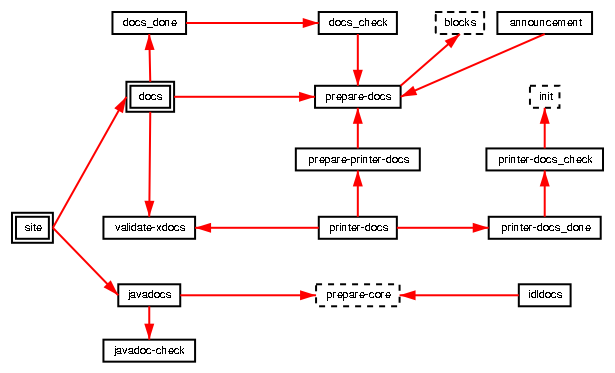 docs_done
docs_check
blocks
announcement
docs
prepare-docs
init
prepare-printer-docs
printer-docs_check
site
validate-xdocs
printer-docs
printer-docs_done
javadocs
prepare-core
idldocs
javadoc-check